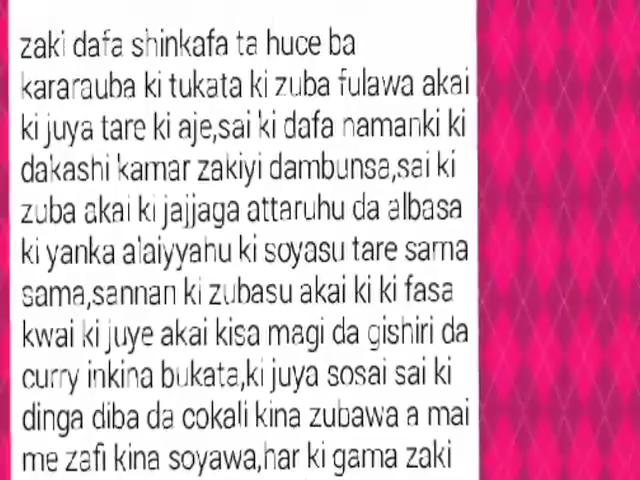 zaki dafa shinkafa ta huce ba
kararauba ki tukata ki zuba fulawa akai
ki juya tare ki aje,sai ki dafa namanki ki
dakashi kamar zakiyi dambunsa,sai ki
zuba akai ki jajjaga attaruhu da albasa
ki yanka alaiyyahu ki soyasu tare sama
sama,sannan ki zubasu akai ki ki fasa
kwai ki juye akai kisa magi da gishiri da
curry inkina bukata,ki juya sosai sai ki
dinga diba da cokali kina zubawa a mai
me zafi kina soyawa,har ki gama zaki